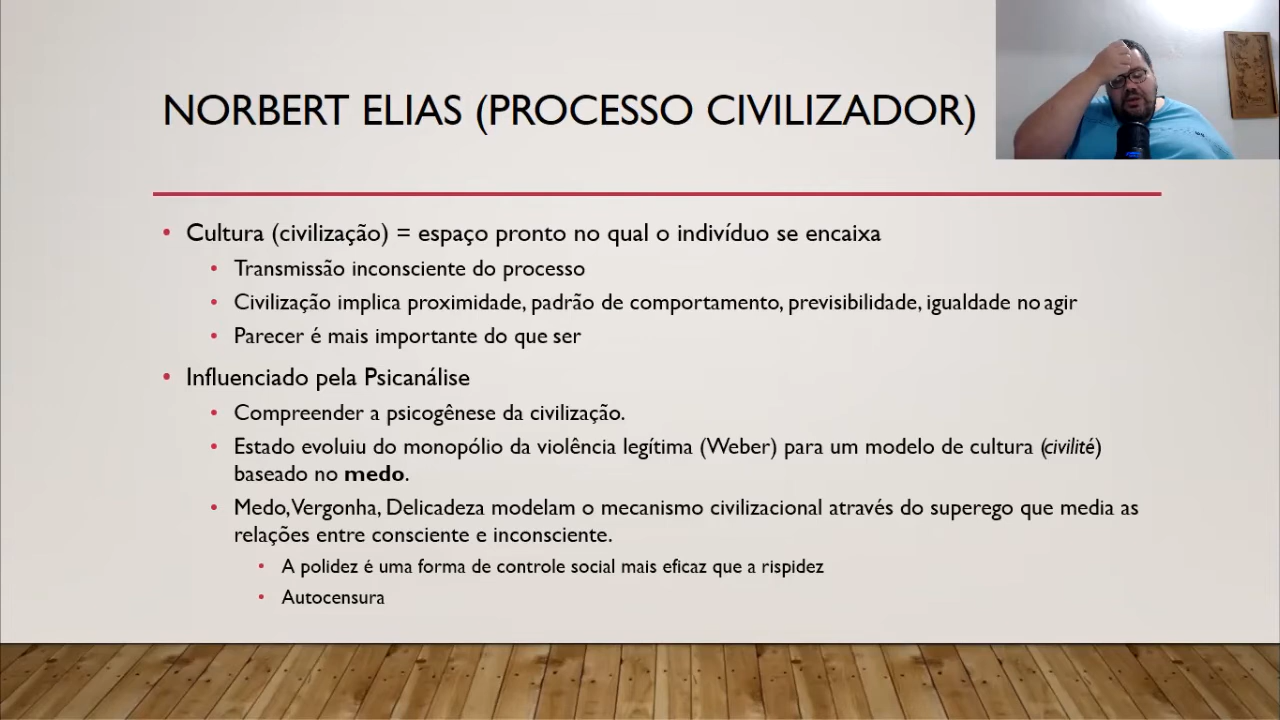 NORBERT ELIAS (PROCESSO CIVILIZADOR)
• Cultura (civilização) = espaço pronto no qual o indivíduo se encaixa
• Transmissão inconsciente do processo
• Civilização implica proximidade, padrão de comportamento, previsibilidade, igualdade no agir
• Parecer é mais importante do que ser
• Influenciado pela Psicanálise
• Compreender a psicogênese da civilização.
• Estado evoluiu do monopólio da violência legítima (Weber) para um modelo de cultura (civilité)
baseado no medo.
• Medo, Vergonha, Delicadeza modelam o mecanismo civilizacional através do superego que media as
relações entre consciente e inconsciente.
• A polidez é uma forma de controle social mais eficaz que a rispidez
• Autocensura